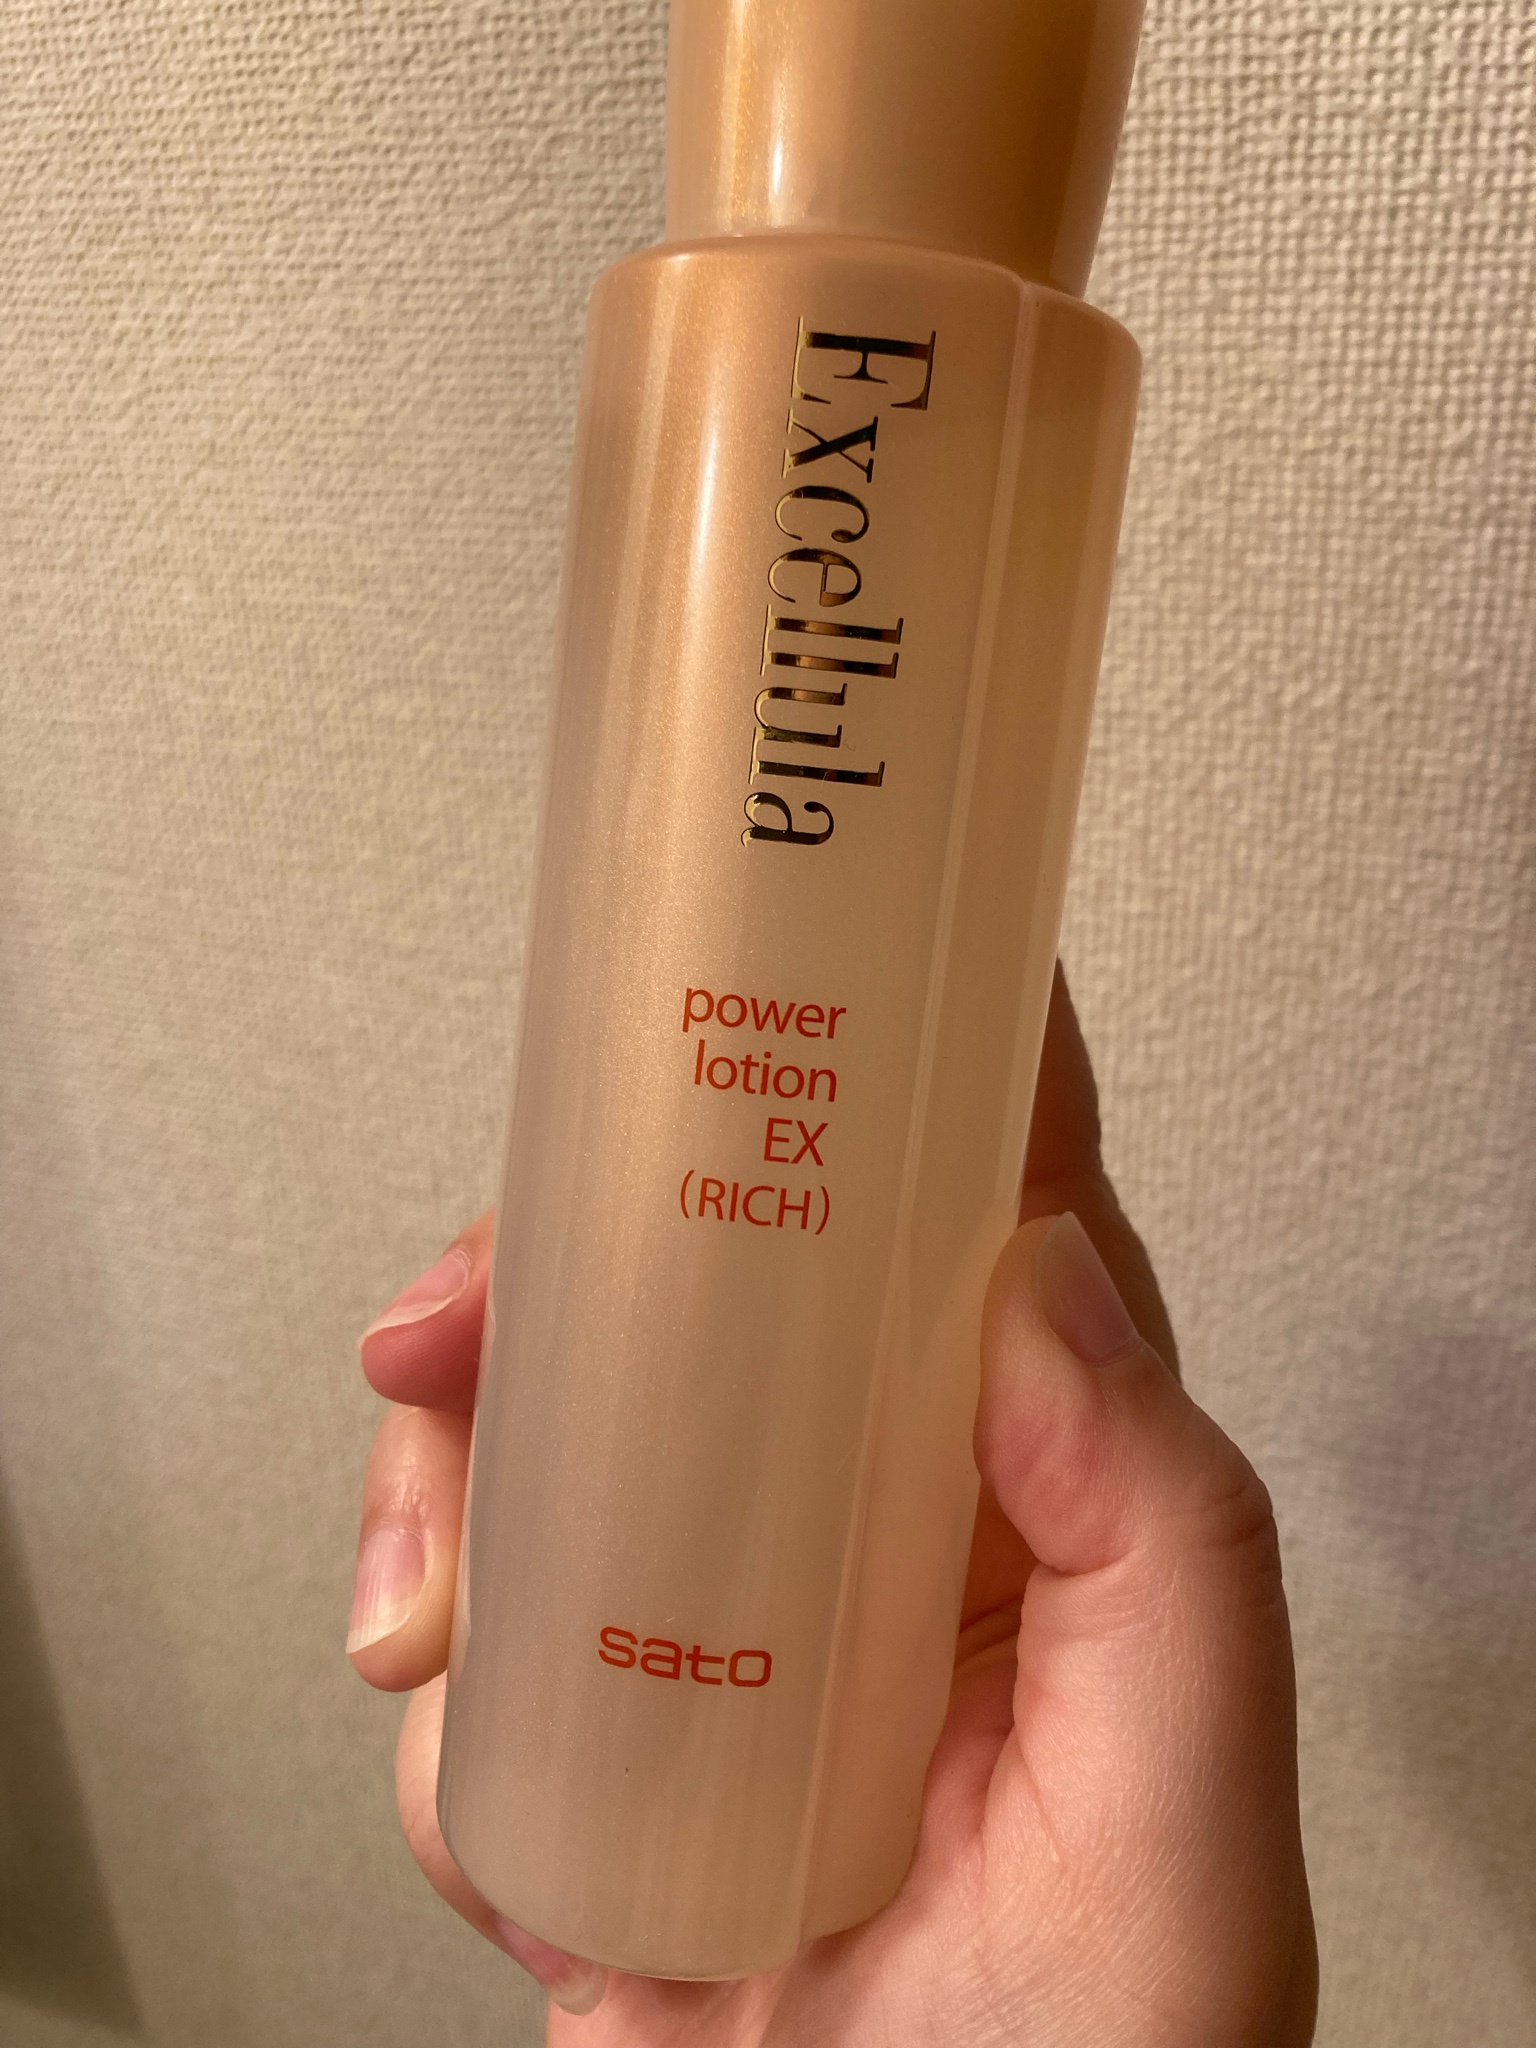 Excellula
power
lotion
EX
(RICH)
sato